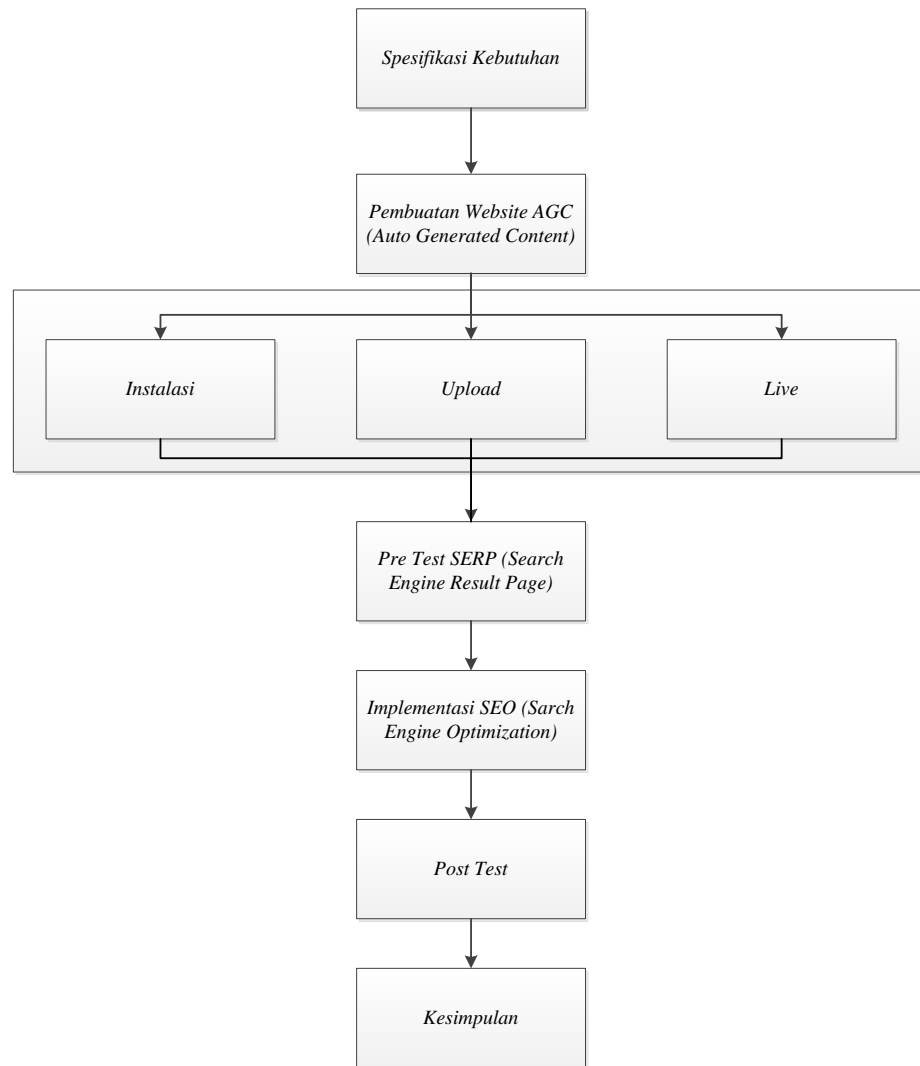 Spesifikasi Kebutuhan
Pembuatan Website AGC
(Auto Generated Content)
Instalasi
Upload
Live
Pre Test SERP (Search
Engine Result Page)
Implementasi SEO (Sarch
Engine Optimization)
Post Test
Kesimpulan